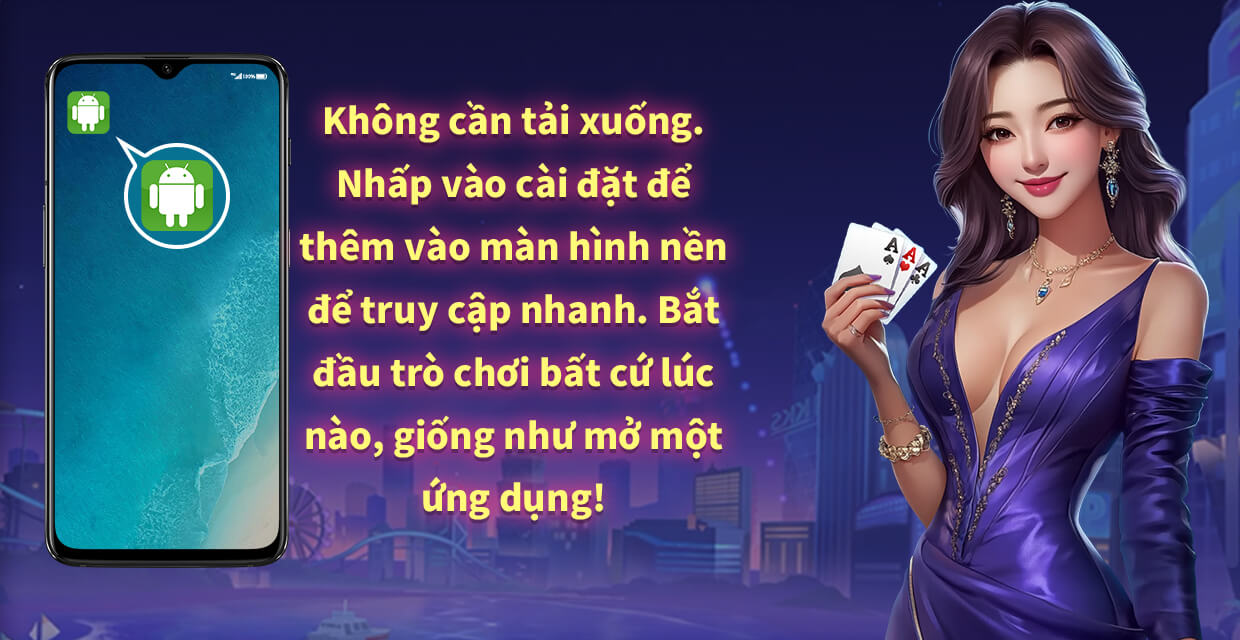 100%
Không cần tải xuống.
Nhấp vào cài đặt để
thêm vào màn hình nền
để truy cập nhanh. Bắt
đầu trò chơi bất cứ lúc
nào, giống như mở một
ứng dụng!
A
A
A